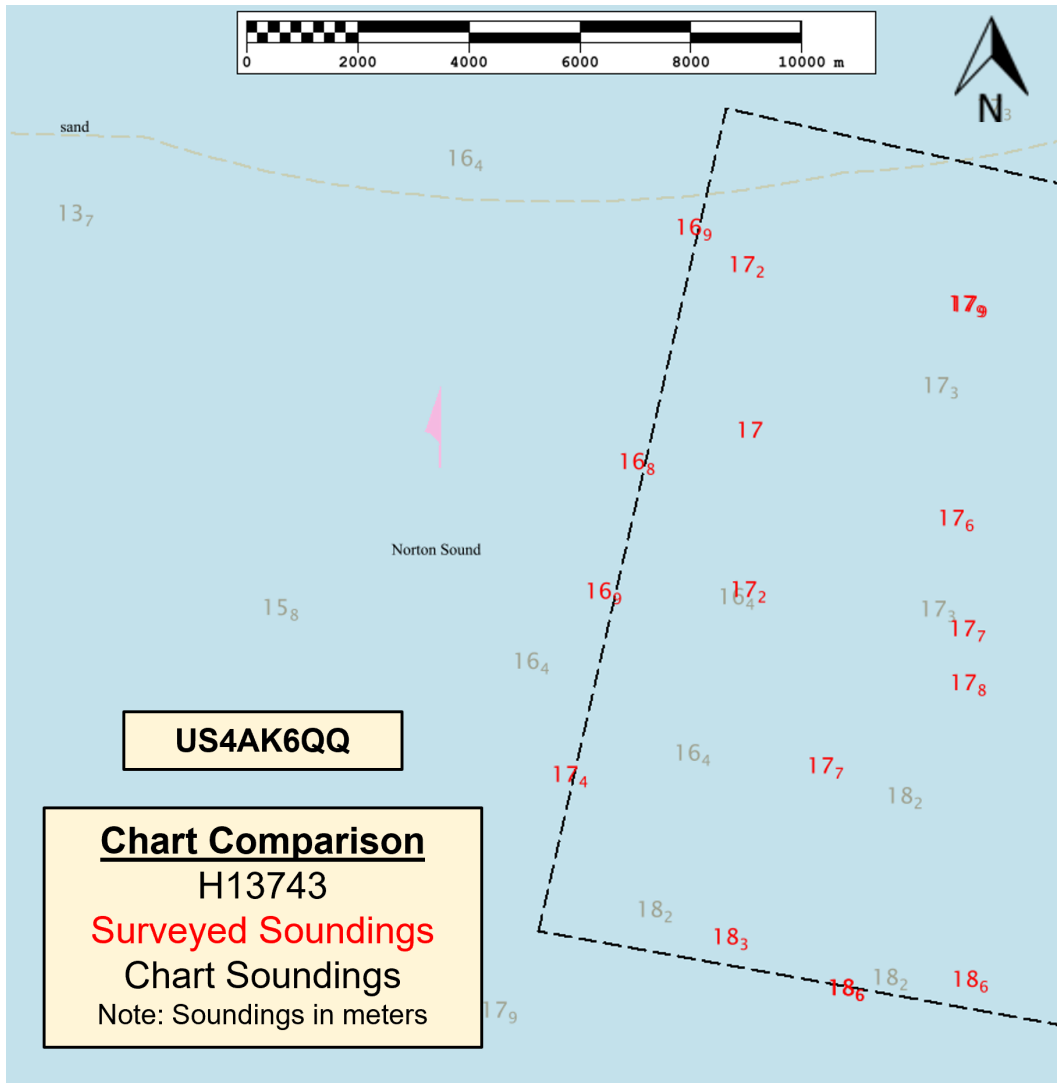 0 2000 4000 6000 8000 10000 m
N
3
sand
16₄
13₇
16₉
17₂
17₉
17₃
17
16₈
17₆
Norton Sound
16₉
17₂
16₄
17₃
15₈
17₇
16₄
17₈
US4AK6QQ
16₄
17₇
17₄
18₂
Chart Comparison
H13743
Surveyed Soundings
Chart Soundings
Note: Soundings in meters
18₂
18₃
18₂
18₆
18₆
17₉